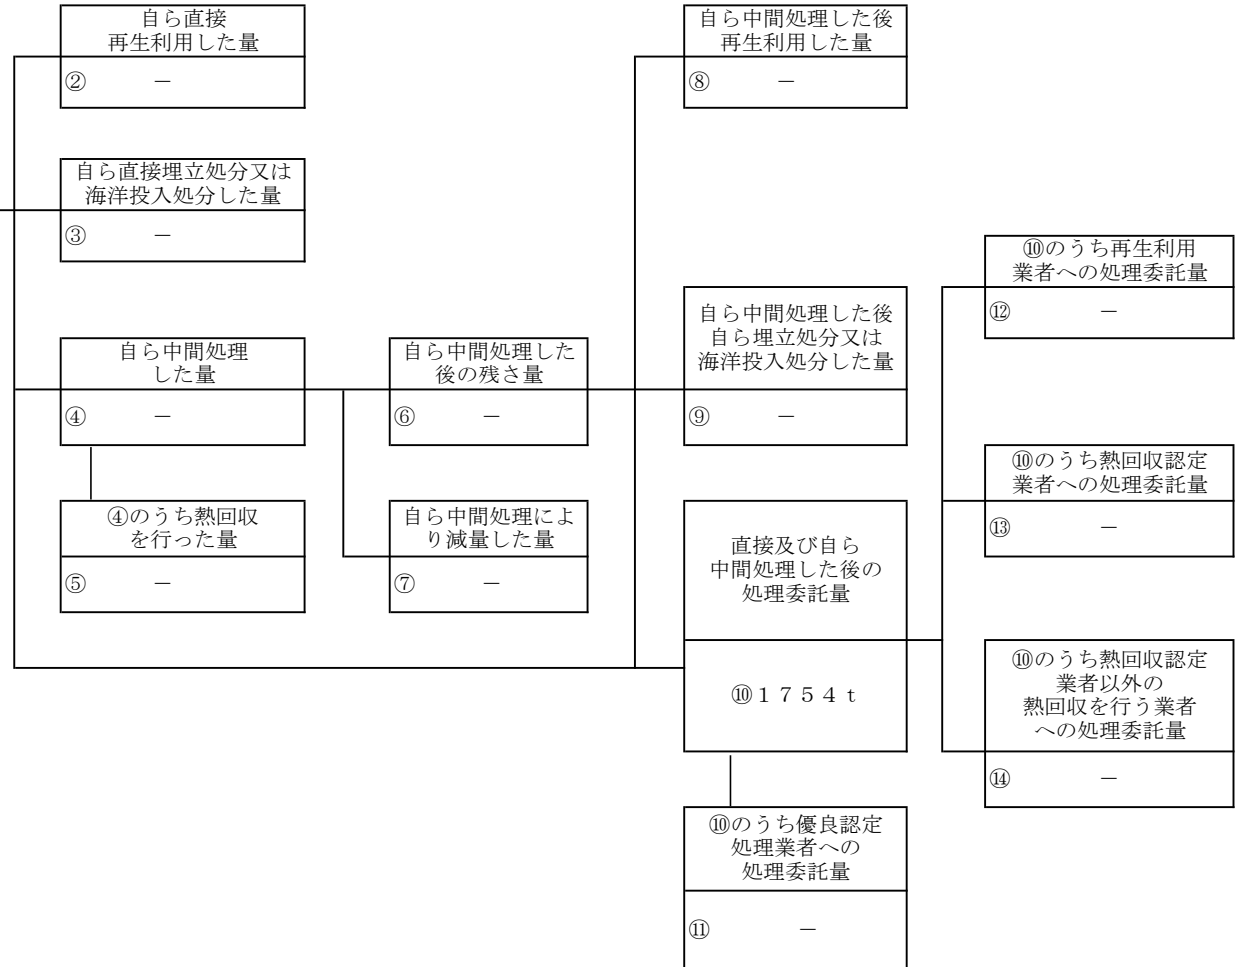 自ら直接
再生利用した量
② －
自ら直接埋立処分又は
海洋投入処分した量
③ －
自ら中間処理
した量
④ －
④のうち熱回収
を行った量
⑤ －
自ら中間処理した
後の残さ量
⑥ －
自ら中間処理によ
り減量した量
⑦ －
自ら中間処理した後
再生利用した量
⑧ －
自ら中間処理した後
自ら埋立処分又は
海洋投入処分した量
⑨ －
直接及び自ら
中間処理した後の
処理委託量
⑩１７５４ｔ
⑩のうち優良認定
処理業者への
処理委託量
⑪ －
⑩のうち再生利用
業者への処理委託量
⑫ －
⑩のうち熱回収認定
業者への処理委託量
⑬ －
⑩のうち熱回収認定
業者以外の
熱回収を行う業者
への処理委託量
⑭ －